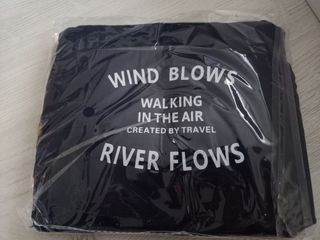 WIND BLOWS
WALKING
IN THE AIR
CREATED BY TRAVEL
RIVER FLOWS